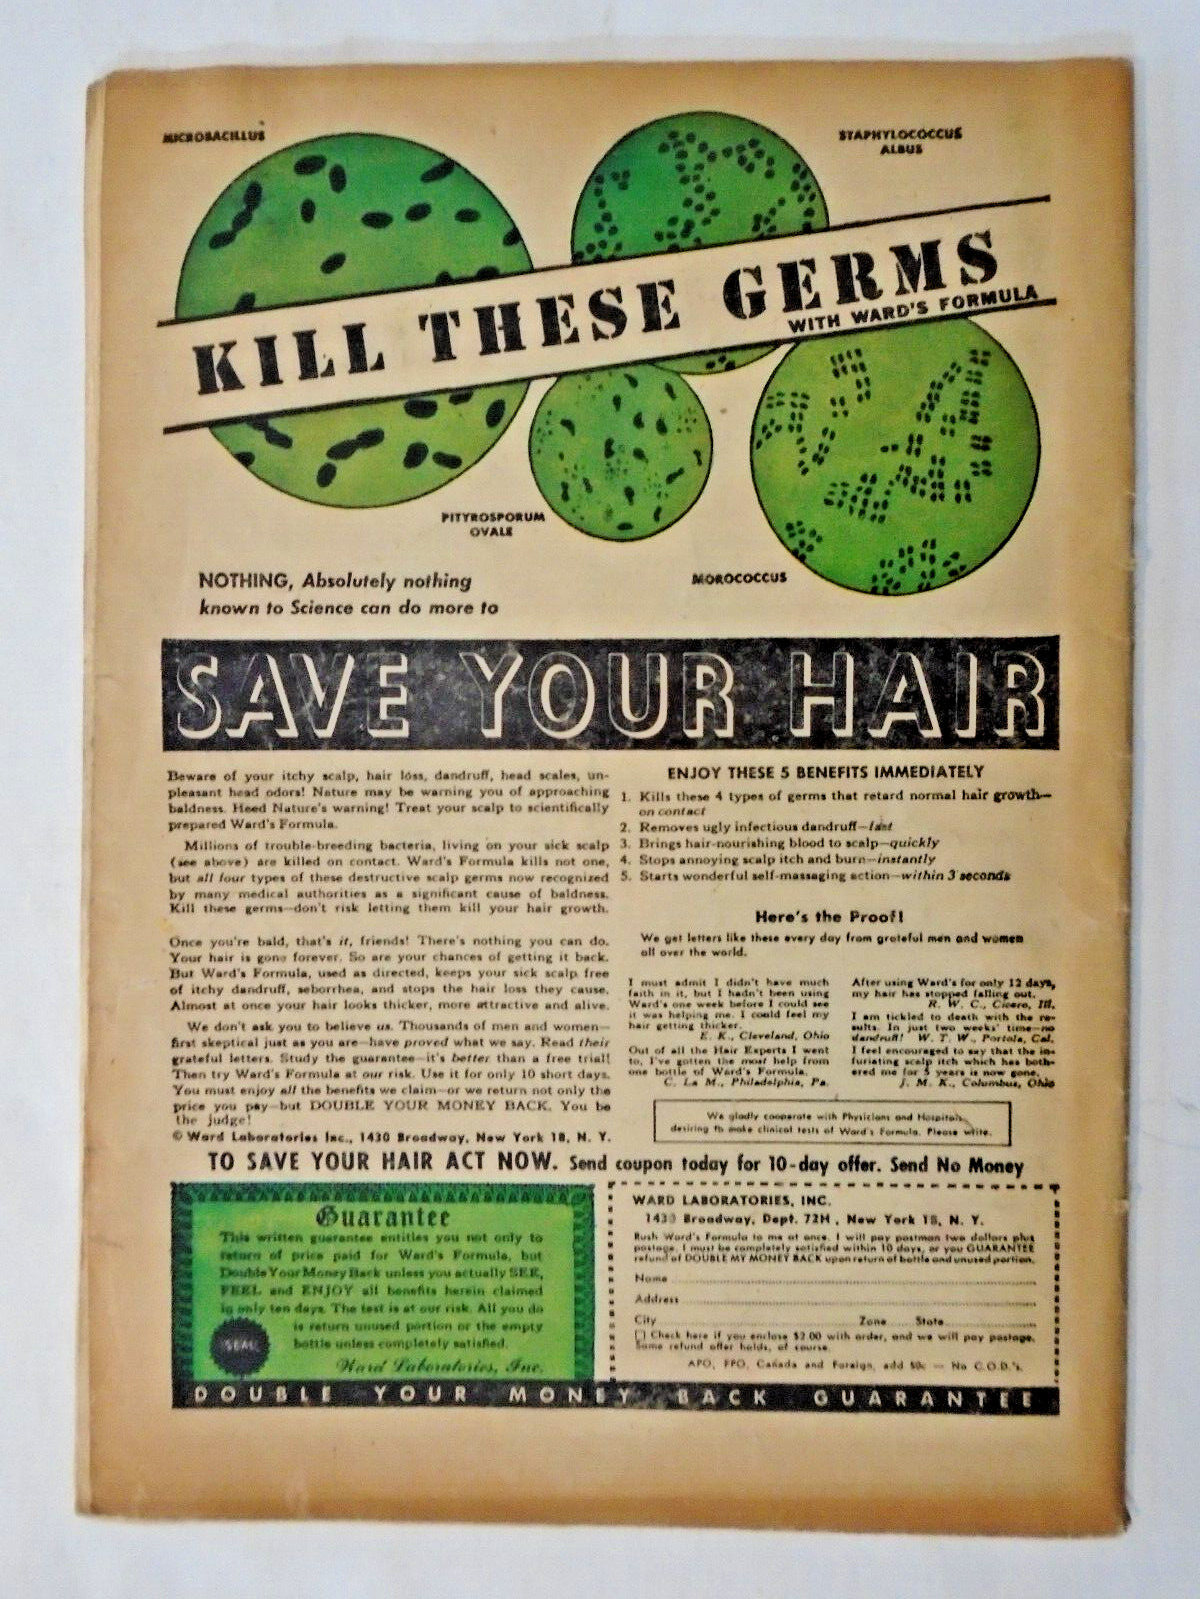 MICROBACILLUS
STAPHYLOCOCCUS
ALBUS
KILL THESE GERMS
WITH WARD'S FORMULA
PITYROSPORUM
OVALE
MOROCOCCUS
NOTHING, Absolutely nothing
known to Science can do more to
SAVE YOUR HAIR
Beware of your itchy scalp, hair loss, dandruff, head scales, un-
pleasant head odors! Nature may be warning you of approaching
baldness. Heed Nature's warning! Treat your scalp to scientifically
prepared Ward's Formula.
Millions of trouble-breeding bacteria, living on your sick scalp
(see above) are killed on contact. Ward's Formula kills not one,
but all four types of these destructive scalp germs now recognized
by many medical authorities as a significant cause of baldness.
Kill these germs—don't risk letting them kill your hair growth.
Once you're bald, that's it, friends! There's nothing you can do.
Your hair is gone forever. So are your chances of getting it back.
But Ward's Formula, used as directed, keeps your sick scalp free
of itchy dandruff, seborrhea, and stops the hair loss they cause.
Almost at once your hair looks thicker, more attractive and alive.
We don't ask you to believe us. Thousands of men and women—
first skeptical just as you are—have proved what we say. Read their
grateful letters. Study the guarantee—it's better than a free trial!
Then try Ward's Formula at our risk. Use it for only 10 short days.
You must enjoy all the benefits we claim—or we return not only the
price you pay—but DOUBLE YOUR MONEY BACK. You be
the judge!
© Ward Laboratories Inc., 1430 Broadway, New York 18, N. Y.
ENJOY THESE 5 BENEFITS IMMEDIATELY
1. Kills these 4 types of germs that retard normal hair growth—
on contact
2. Removes ugly infectious dandruff—fast
3. Brings hair-nourishing blood to scalp—quickly
4. Stops annoying scalp itch and burn—instantly
5. Starts wonderful self-massaging action—within 3 seconds
Here's the Proof!
We get letters like these every day from grateful men and women
all over the world.
I must admit I didn't have much
faith in it, but I hadn't been using
Ward's one week before I could see
it was helping me. I could feel my
hair getting thicker.
E. K., Cleveland, Ohio
Out of all the Hair Experts I went
to, I've gotten the most help from
one bottle of Ward's Formula.
C. La M., Philadelphia, Pa.
After using Ward's for only 12 days,
my hair has stopped falling out.
R. W. C., Cicero, Ill.
I am tickled to death with the re-
sults. In just two weeks' time—no
dandruff! W. T. W., Portola, Cal.
I feel encouraged to say that the in-
furiating scalp itch which has both-
ered me for 5 years is now gone.
J. M. K., Columbus, Ohio
We gladly cooperate with Physicians and Hospitals
desiring to make clinical tests of Ward's Formula. Please write.
TO SAVE YOUR HAIR ACT NOW. Send coupon today for 10-day offer. Send No Money
Guarantee
This written guarantee entitles you not only to
return of price paid for Ward's Formula, but
Double Your Money Back unless you actually SEE,
FEEL and ENJOY all benefits herein claimed
in only ten days. The test is at our risk. All you do
is return unused portion or the empty
bottle unless completely satisfied.
SEAL
Ward Laboratories, Inc.
WARD LABORATORIES, INC.
1430 Broadway, Dept. 72H, New York 18, N. Y.
Rush Ward's Formula to me at once. I will pay postman two dollars plus
postage. I must be completely satisfied within 10 days, or you GUARANTEE
refund of DOUBLE MY MONEY BACK upon return of bottle and unused portion.
Name
Address
City Zone State
Check here if you enclose $2.00 with order, and we will pay postage.
Same refund offer holds, of course.
APO, FPO, Canada and Foreign, add 50c — No C.O.D.'s.
DOUBLE YOUR MONEY BACK GUARANTEE